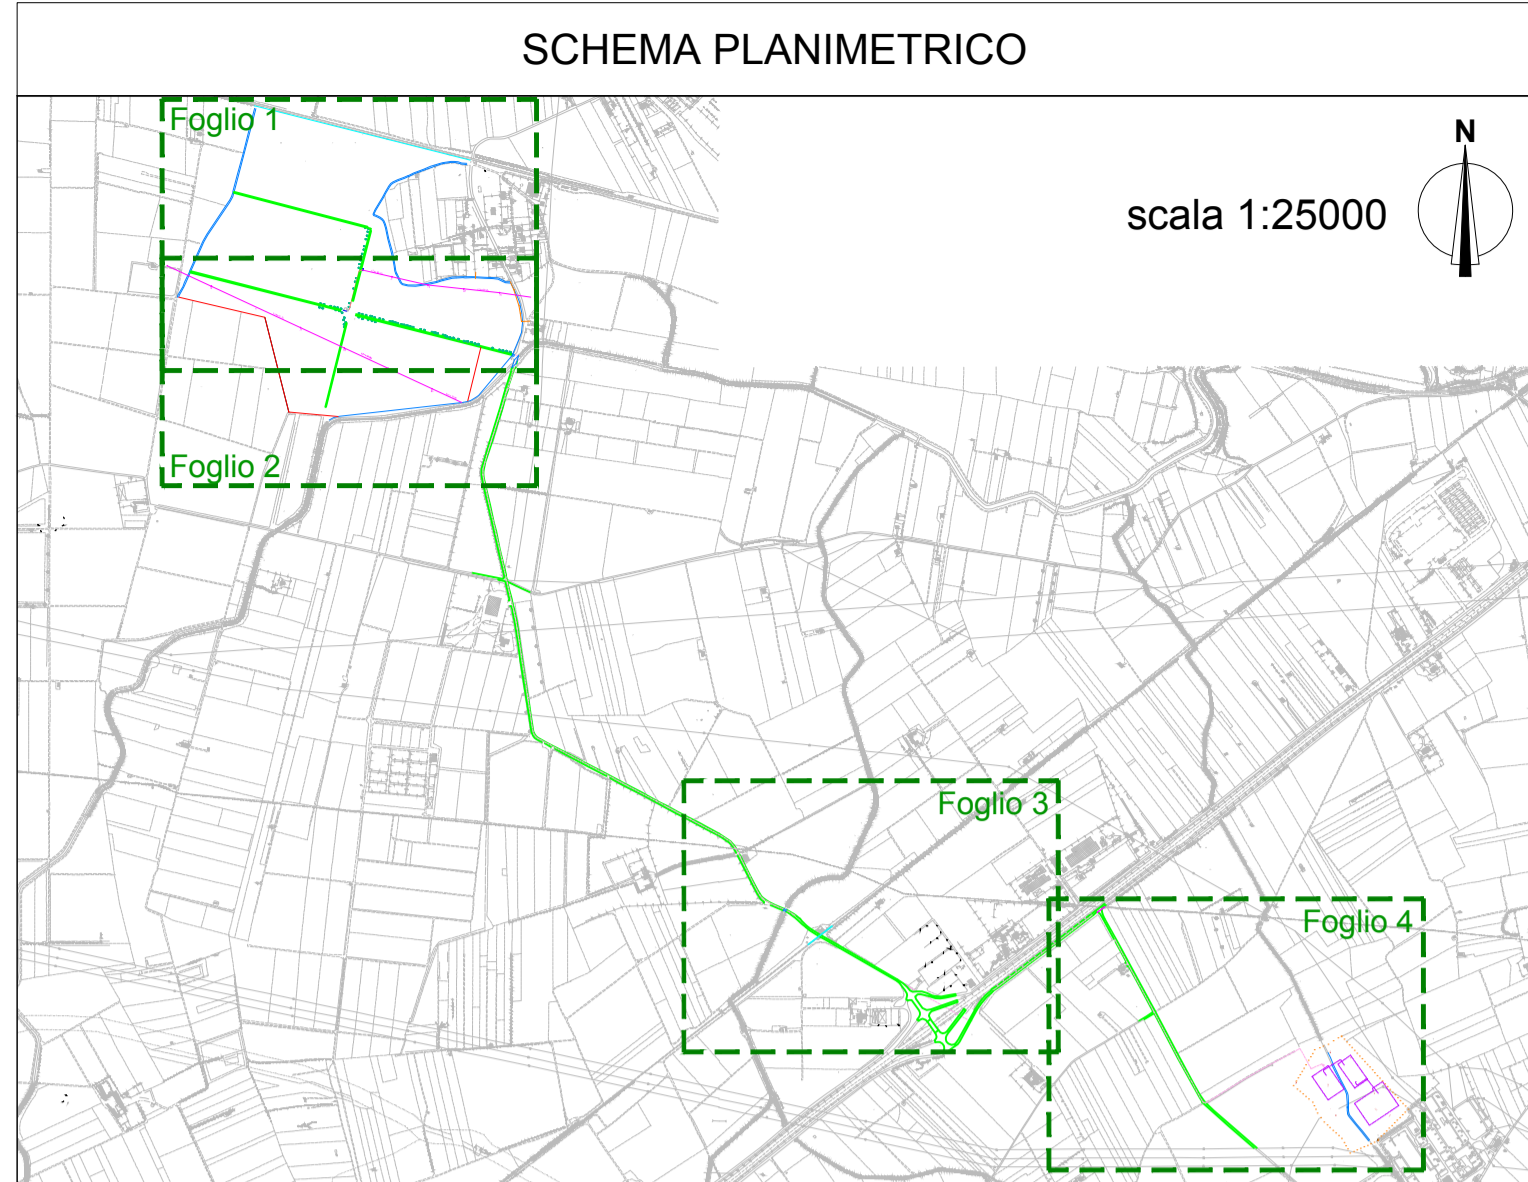 SCHEMA PLANIMETRICO
Foglio 1
N
scala 1:25000
Foglio 2
Foglio 3
Foglio 4